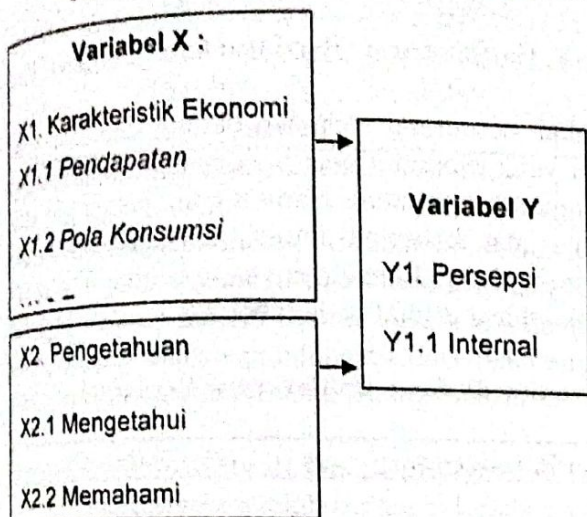 Variabel X :
X1. Karakteristik Ekonomi
X1.1 Pendapatan
X1.2 Pola Konsumsi
X2. Pengetahuan
X2.1 Mengetahui
X2.2 Memahami
Variabel Y
Y1. Persepsi
Y1.1 Internal